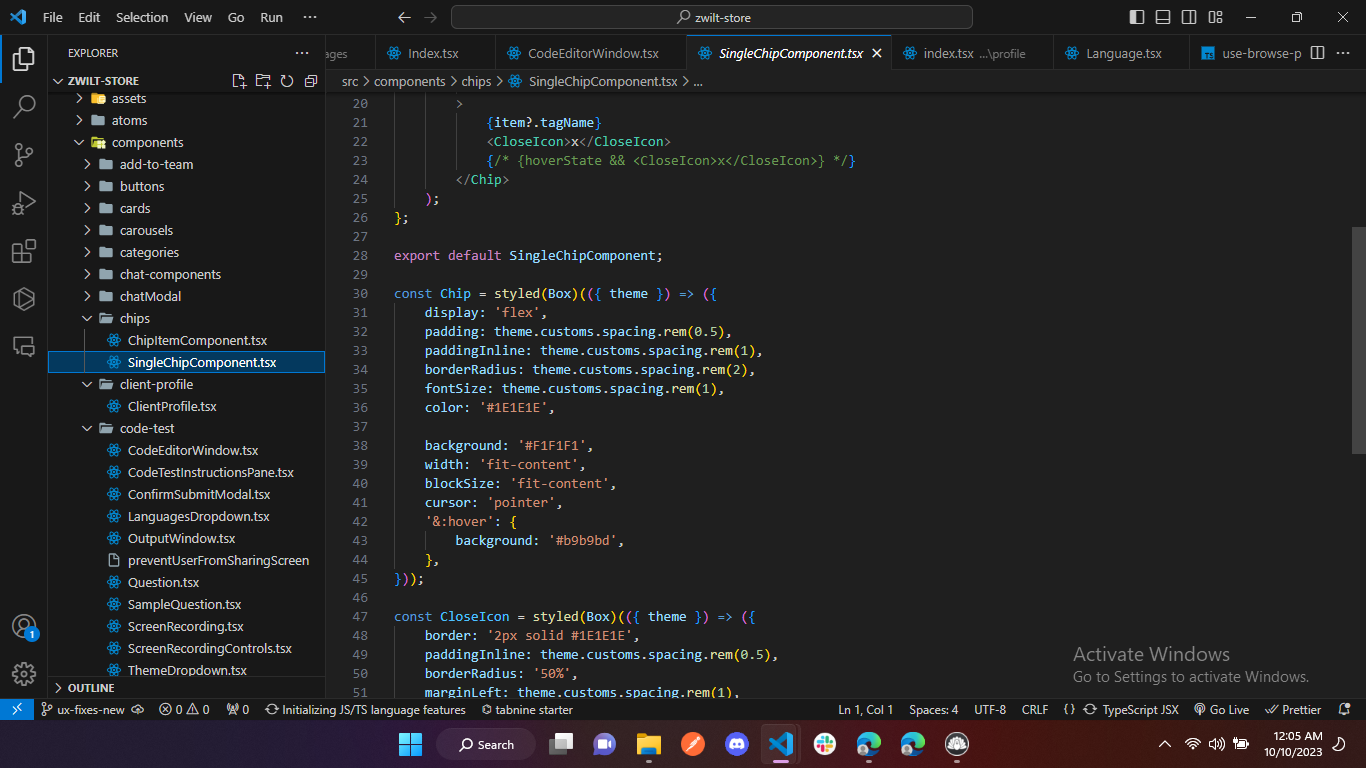 File Edit Selection View Go Run ···
zwilt-store
EXPLORER ···
ZWILT-STORE
assets
atoms
components
add-to-team
buttons
cards
carousels
categories
chat-components
chatModal
chips
ChipItemComponent.tsx
SingleChipComponent.tsx
client-profile
ClientProfile.tsx
code-test
CodeEditorWindow.tsx
CodeTestInstructionsPane.tsx
ConfirmSubmitModal.tsx
LanguagesDropdown.tsx
OutputWindow.tsx
preventUserFromSharingScreen
Question.tsx
SampleQuestion.tsx
ScreenRecording.tsx
ScreenRecordingControls.tsx
ThemeDropdown.tsx
OUTLINE
ages Index.tsx CodeEditorWindow.tsx SingleChipComponent.tsx index.tsx ...\profile Language.tsx TS use-browse-p ···
src > components > chips > SingleChipComponent.tsx > ...
20 >
21 {item?.tagName}
22 <CloseIcon>x</CloseIcon>
23 {/* {hoverState && <CloseIcon>x</CloseIcon>} */}
24 </Chip>
25 );
26 };
27
28 export default SingleChipComponent;
29
30 const Chip = styled(Box)(({ theme }) => ({
31 display: 'flex',
32 padding: theme.customs.spacing.rem(0.5),
33 paddingInline: theme.customs.spacing.rem(1),
34 borderRadius: theme.customs.spacing.rem(2),
35 fontSize: theme.customs.spacing.rem(1),
36 color: '#1E1E1E',
37
38 background: '#F1F1F1',
39 width: 'fit-content',
40 blockSize: 'fit-content',
41 cursor: 'pointer',
42 '&:hover': {
43 background: '#b9b9bd',
44 },
45 }));
46
47 const CloseIcon = styled(Box)(({ theme }) => ({
48 border: '2px solid #1E1E1E',
49 paddingInline: theme.customs.spacing.rem(0.5),
50 borderRadius: '50%',
51 marginLeft: theme.customs.spacing.rem(1),
Activate Windows
Go to Settings to activate Windows.
1
ux-fixes-new 0 0 0 Initializing JS/TS language features tabnine starter Ln 1, Col 1 Spaces: 4 UTF-8 CRLF {} TypeScript JSX Go Live Prettier
Search
12:05 AM
10/10/2023